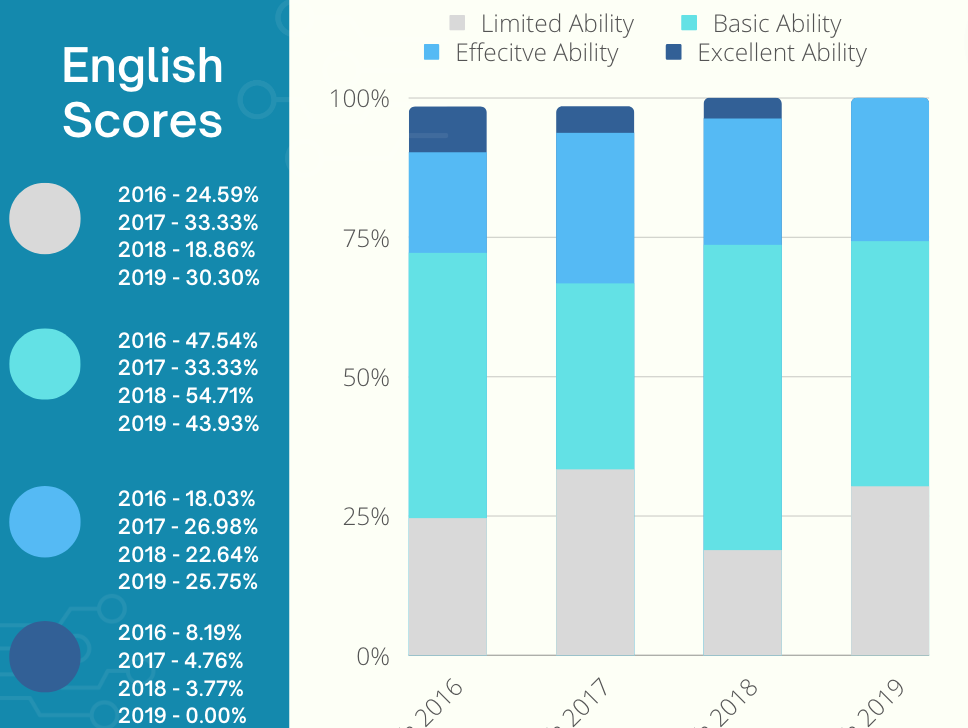 English
Scores
2016 - 24.59%
2017 - 33.33%
2018 - 18.86%
2019 - 30.30%
2016 - 47.54%
2017 - 33.33%
2018 - 54.71%
2019 - 43.93%
2016 - 18.03%
2017 - 26.98%
2018 - 22.64%
2019 - 25.75%
2016 - 8.19%
2017 - 4.76%
2018 - 3.77%
2019 - 0.00%
Limited Ability
Basic Ability
Effecitve Ability
Excellent Ability
100%
75%
50%
25%
0%
2016
2017
2018
2019